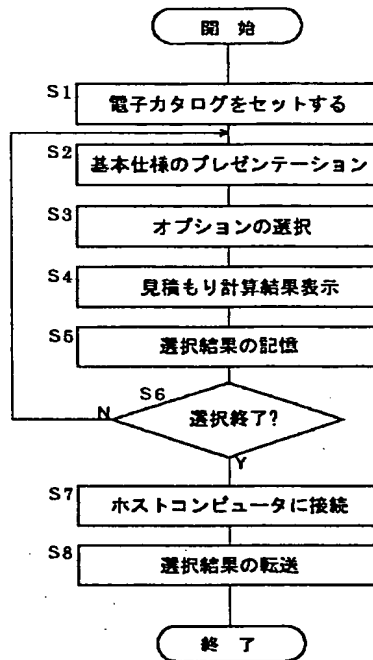 開 始
S1
電子カタログをセットする
S2
基本仕様のプレゼンテーション
S3
オプションの選択
S4
見積もり計算結果表示
S5
選択結果の記憶
S6
選択終了?
N
Y
S7
ホストコンピュータに接続
S8
選択結果の転送
終 了